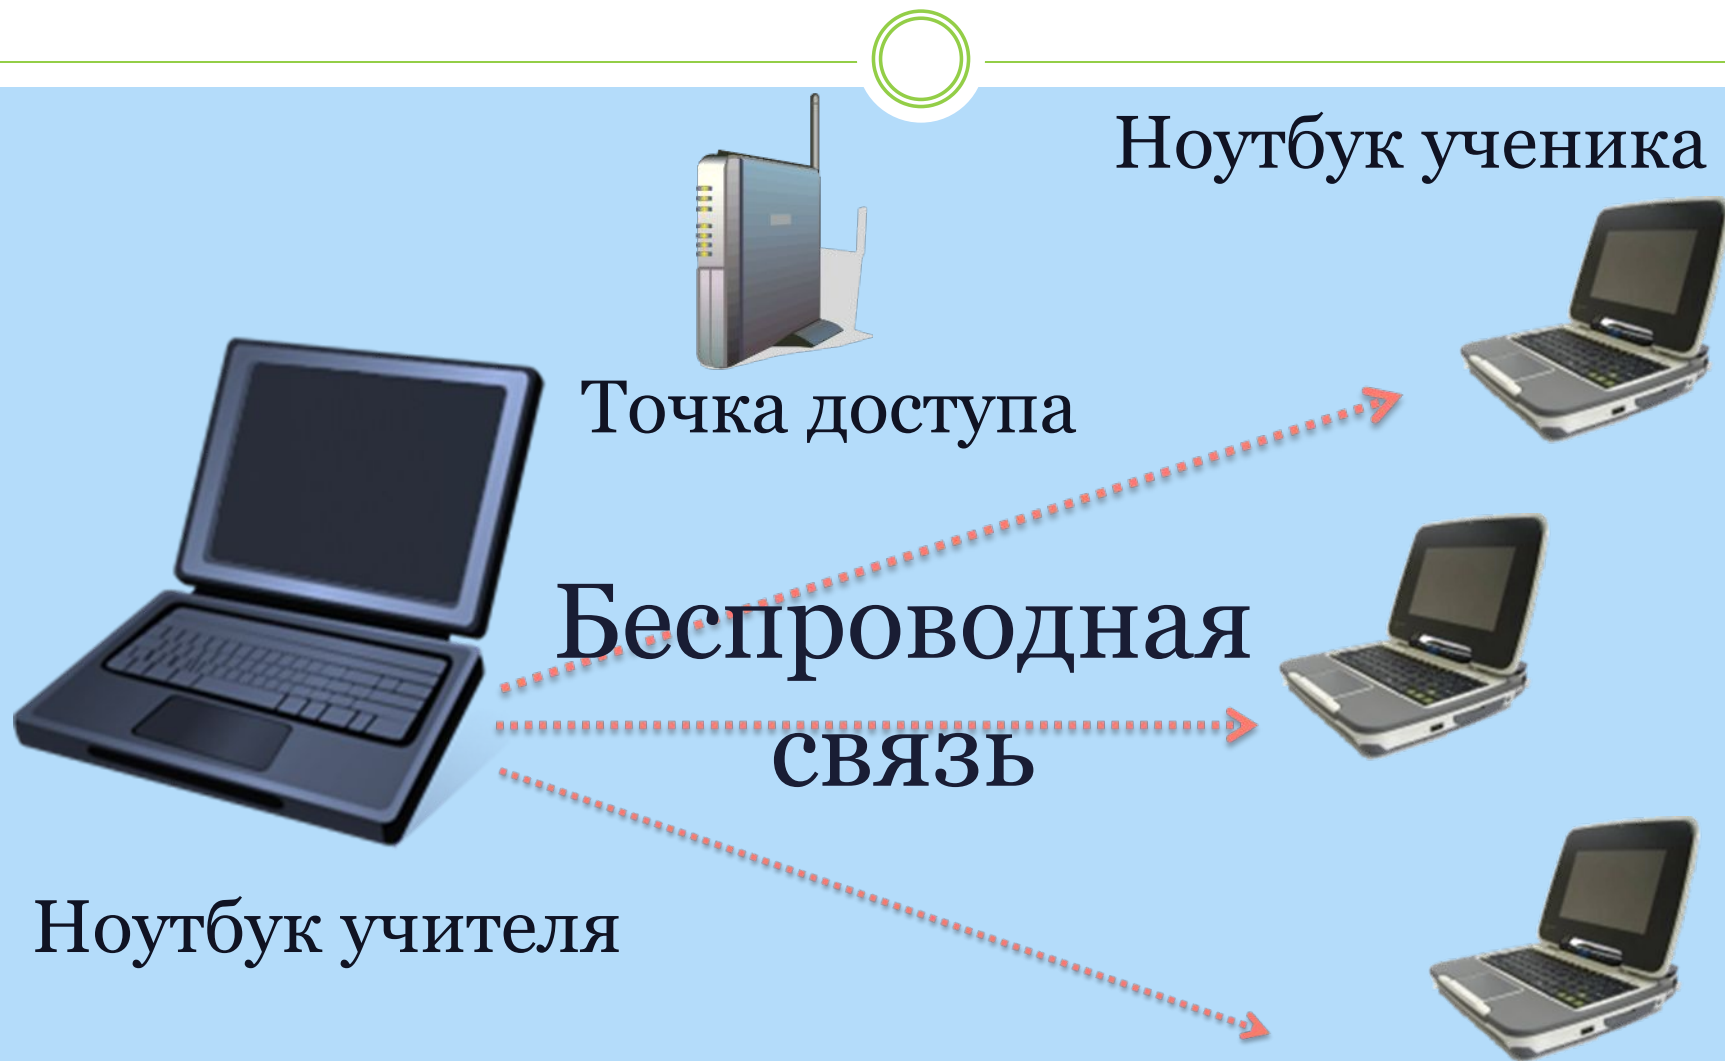 Ноутбук ученика
Точка доступа
Беспроводная
связь
Ноутбук учителя